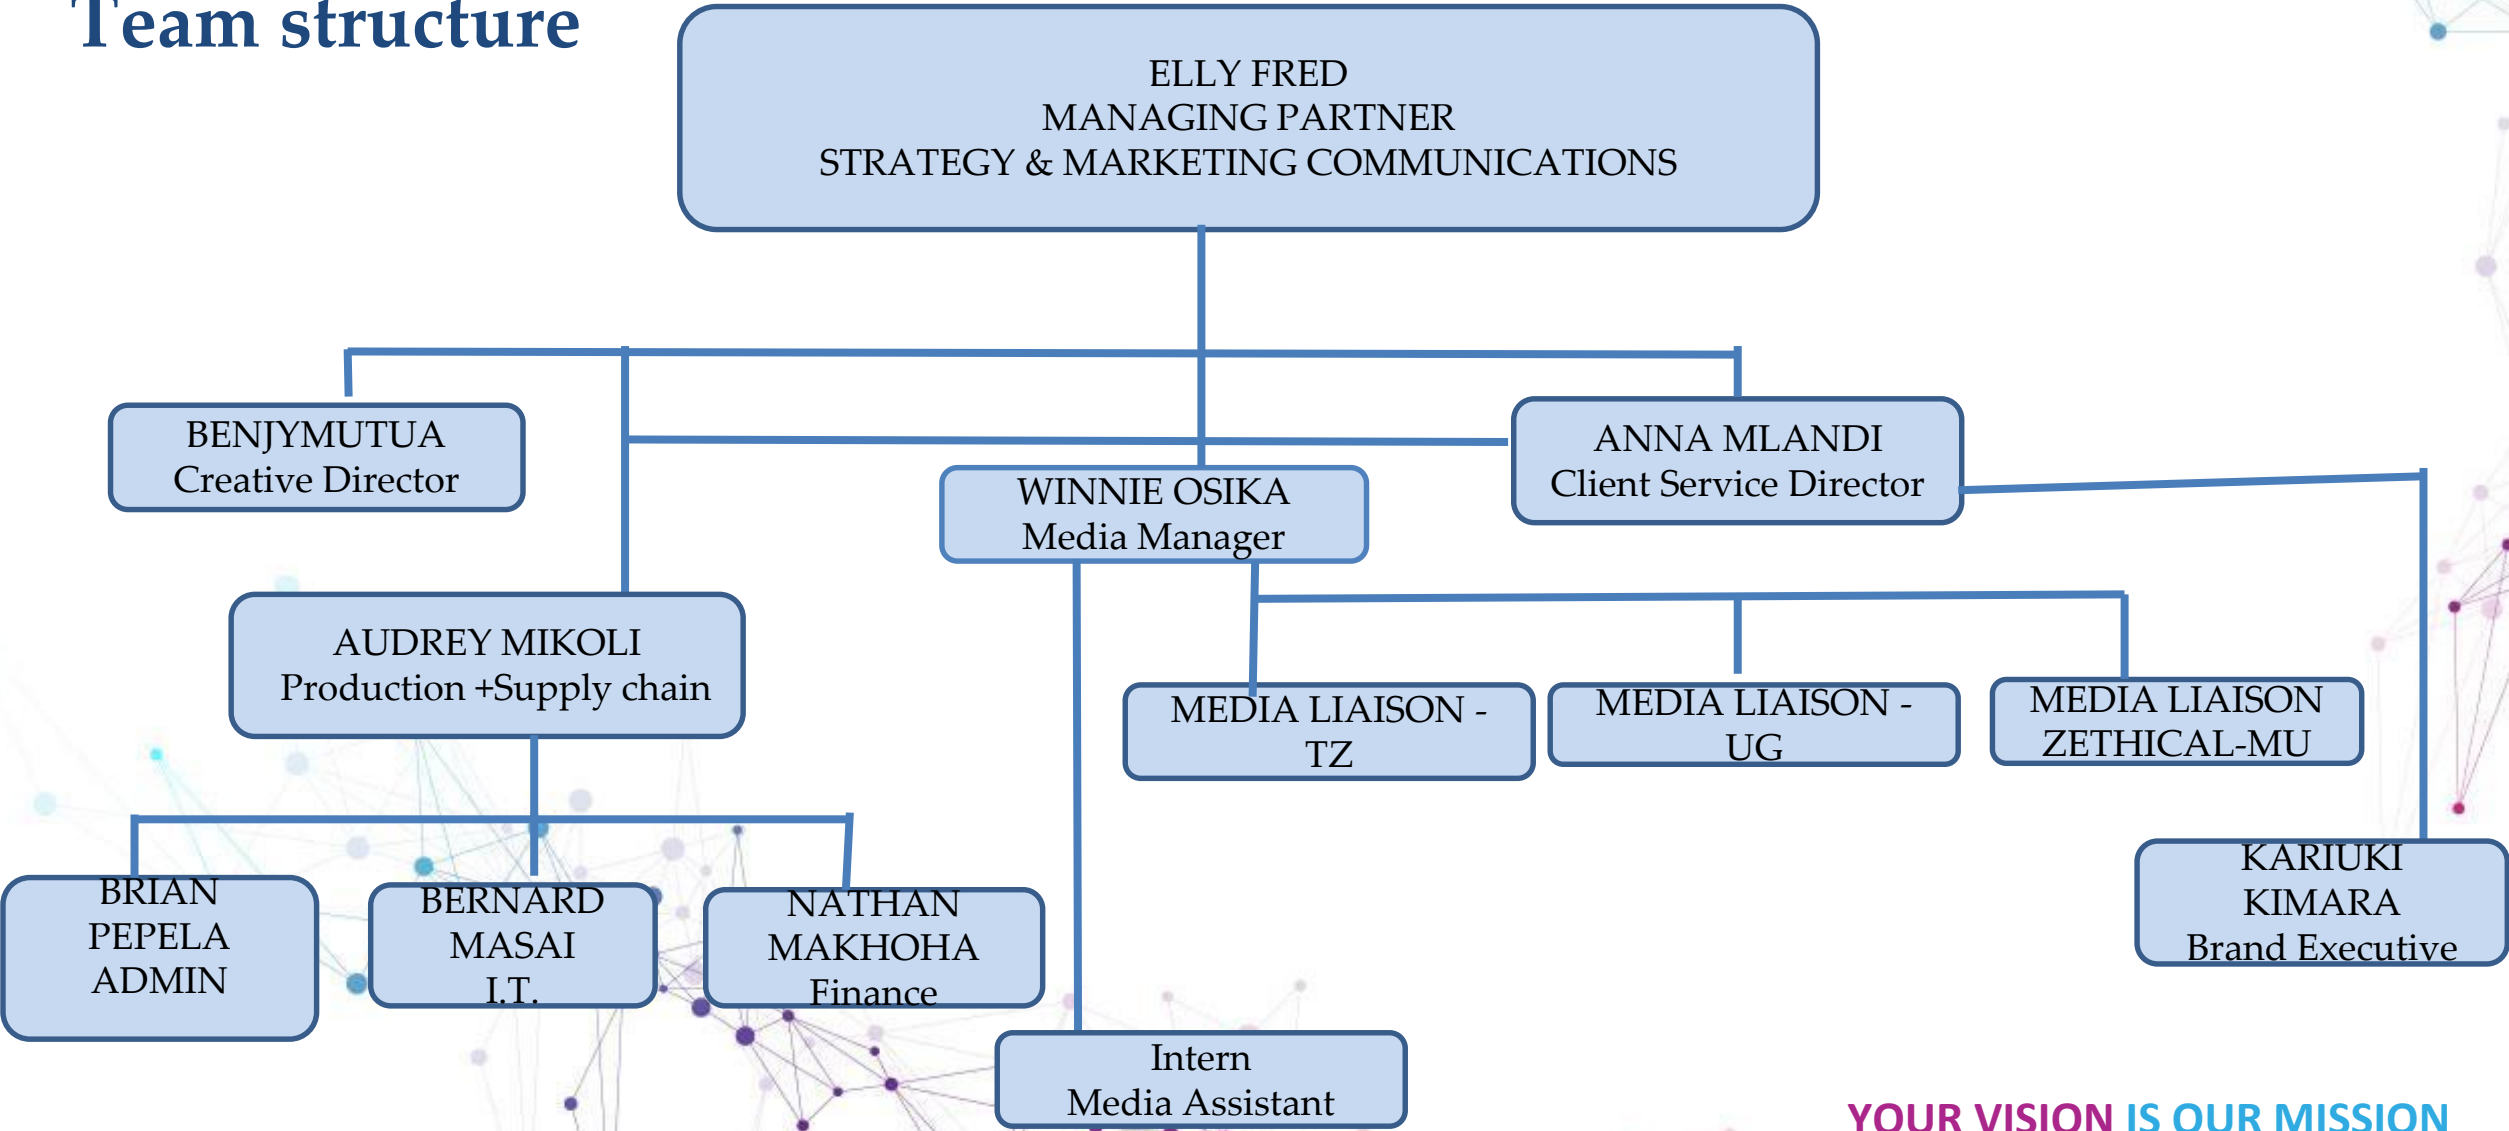 Team structure
ELLY FRED
MANAGING PARTNER
STRATEGY & MARKETING COMMUNICATIONS
BENJYMUTUA
Creative Director
WINNIE OSIKA
Media Manager
ANNA MLANDI
Client Service Director
AUDREY MIKOLI
Production +Supply chain
MEDIA LIAISON -
TZ
MEDIA LIAISON -
UG
MEDIA LIAISON
ZETHICAL-MU
BRIAN
PEPELA
ADMIN
BERNARD
MASAI
I.T.
NATHAN
MAKHOHA
Finance
KARIUKI
KIMARA
Brand Executive
Intern
Media Assistant
YOUR VISION IS OUR MISSION